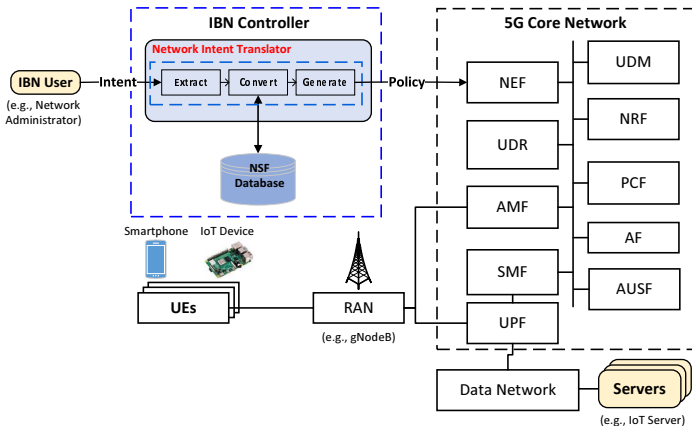 IBN Controller
5G Core Network
Network Intent Translator
IBN User
(e.g., Network
Administrator)
Intent
Extract
Convert
Generate
Policy
NSF
Database
NEF
UDR
AMF
SMF
UPF
UDM
NRF
PCF
AF
AUSF
Smartphone
IoT Device
UEs
RAN
(e.g., gNodeB)
Data Network
Servers
(e.g., IoT Server)